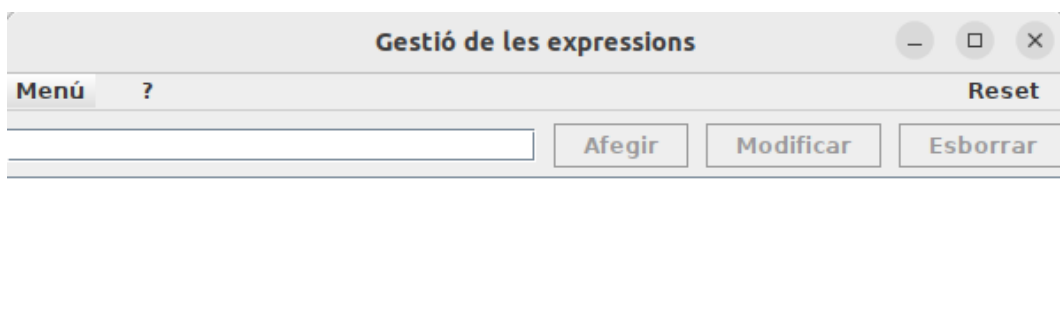 Gestió de les expressions
Menú ? Reset
Afegir Modificar Esborrar